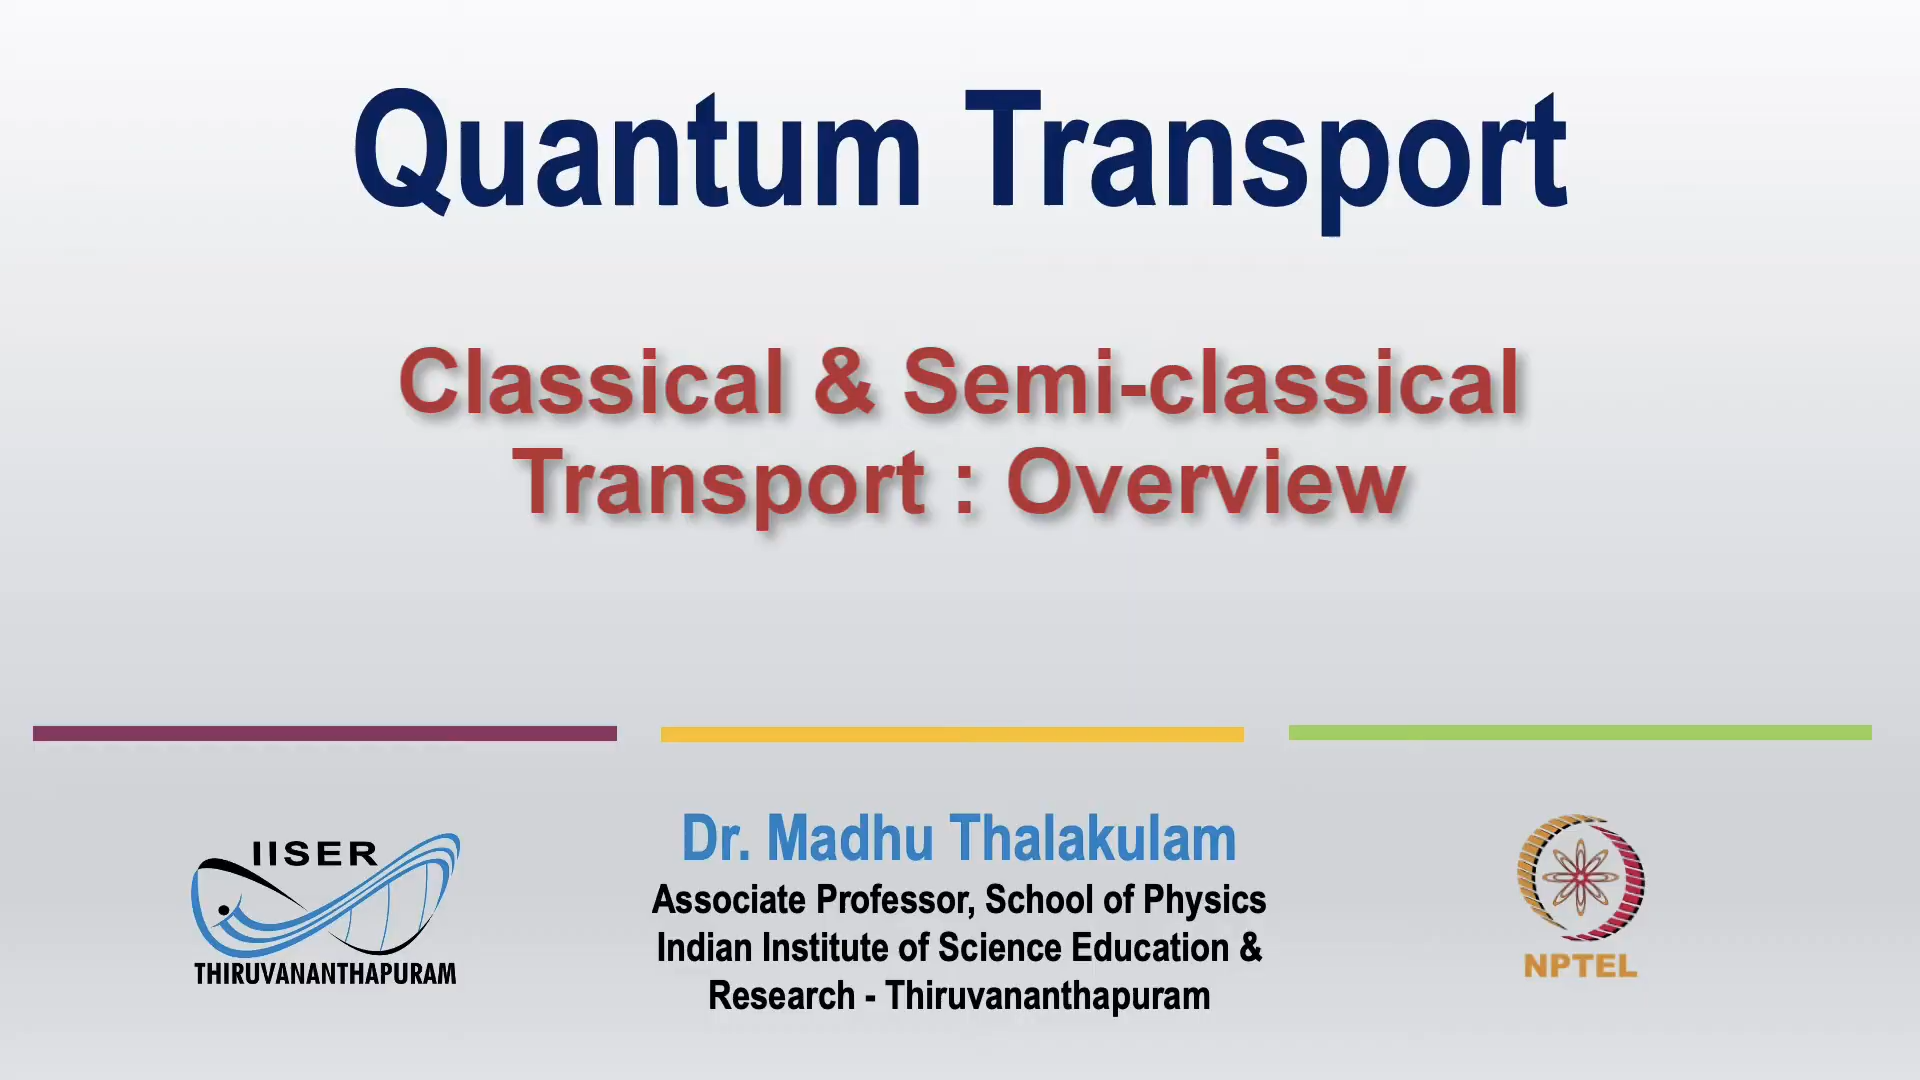 Quantum Transport
Classical & Semi-classical
Transport : Overview
IISER
THIRUVANANTHAPURAM
Dr. Madhu Thalakulam
Associate Professor, School of Physics
Indian Institute of Science Education &
Research - Thiruvananthapuram
NPTEL